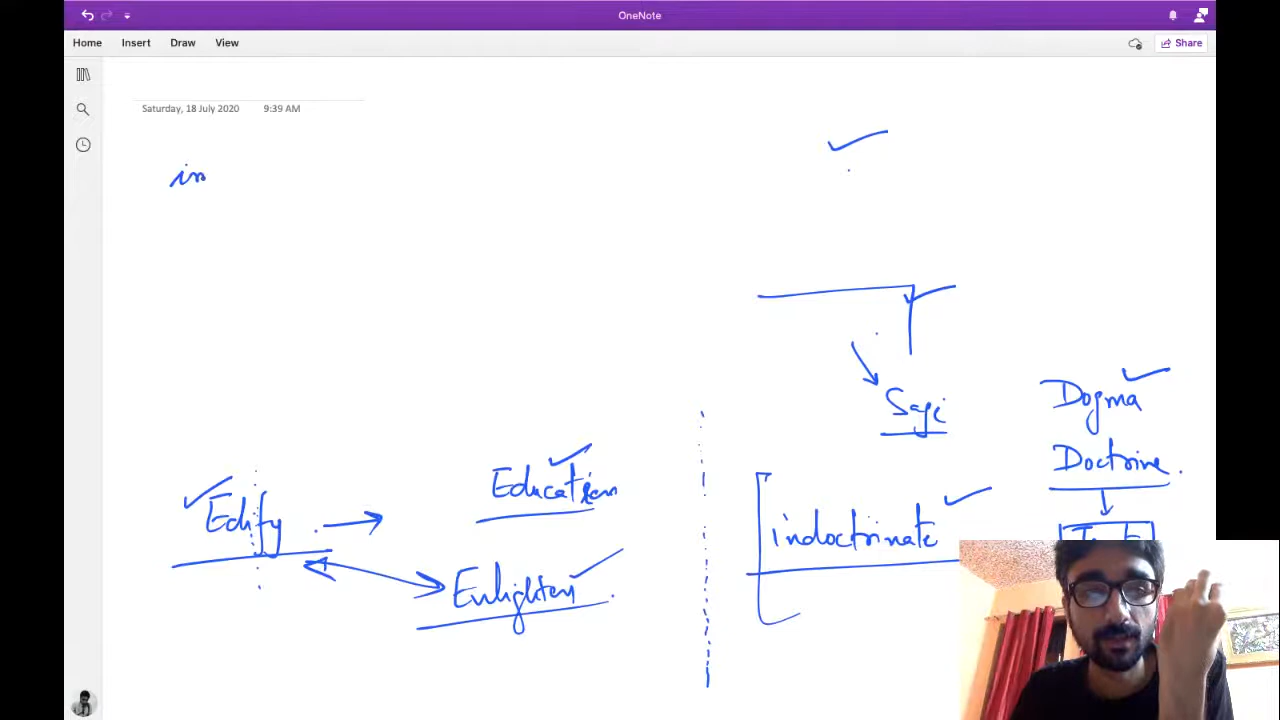 OneNote
Home Insert Draw View Share
Saturday, 18 July 2020 9:39 AM
in
Dogma
Doctrine.
Education
Edify
indoctrinate
Enlighten.